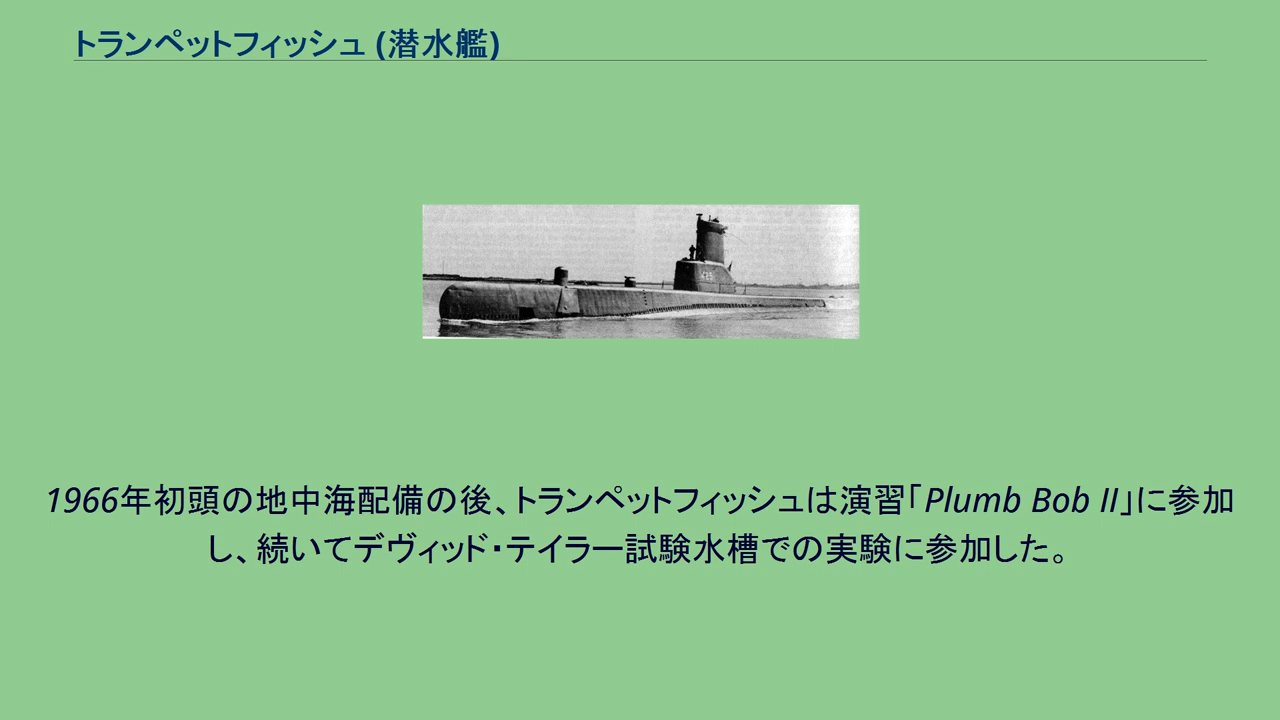 トランペットフィッシュ (潜水艦)
1966年初頭の地中海配備の後、トランペットフィッシュは演習「Plumb Bob II」に参加
し、続いてデヴィッド・テイラー試験水槽での実験に参加した。